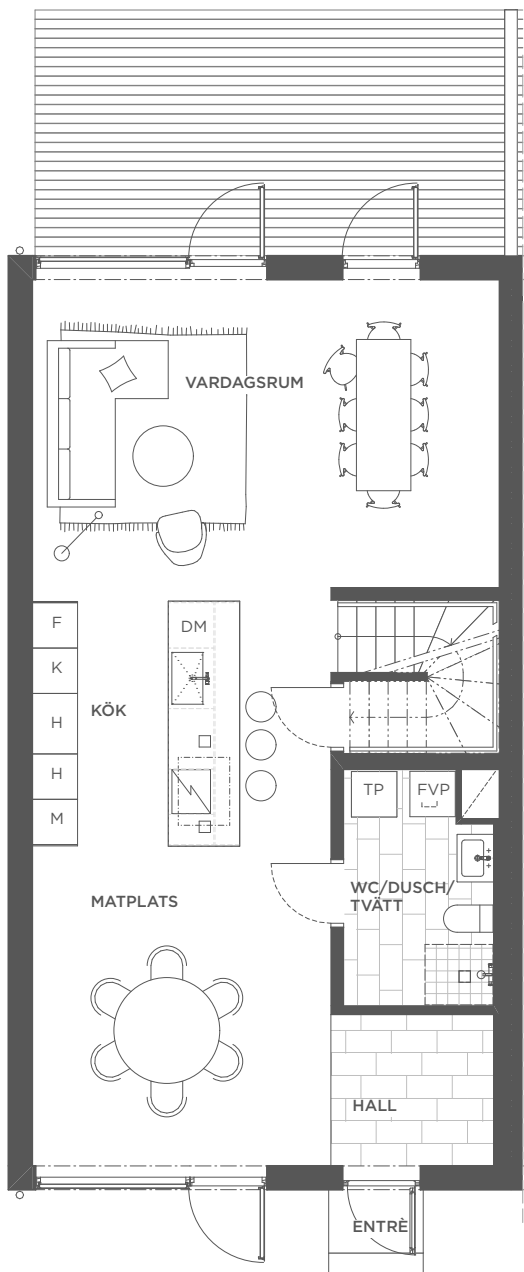 VARDAGSRUM
F
DM
K
KÖK
H
H
TP
FVP
M
WC/DUSCH/
TVÄTT
MATPLATS
HALL
ENTRÈ